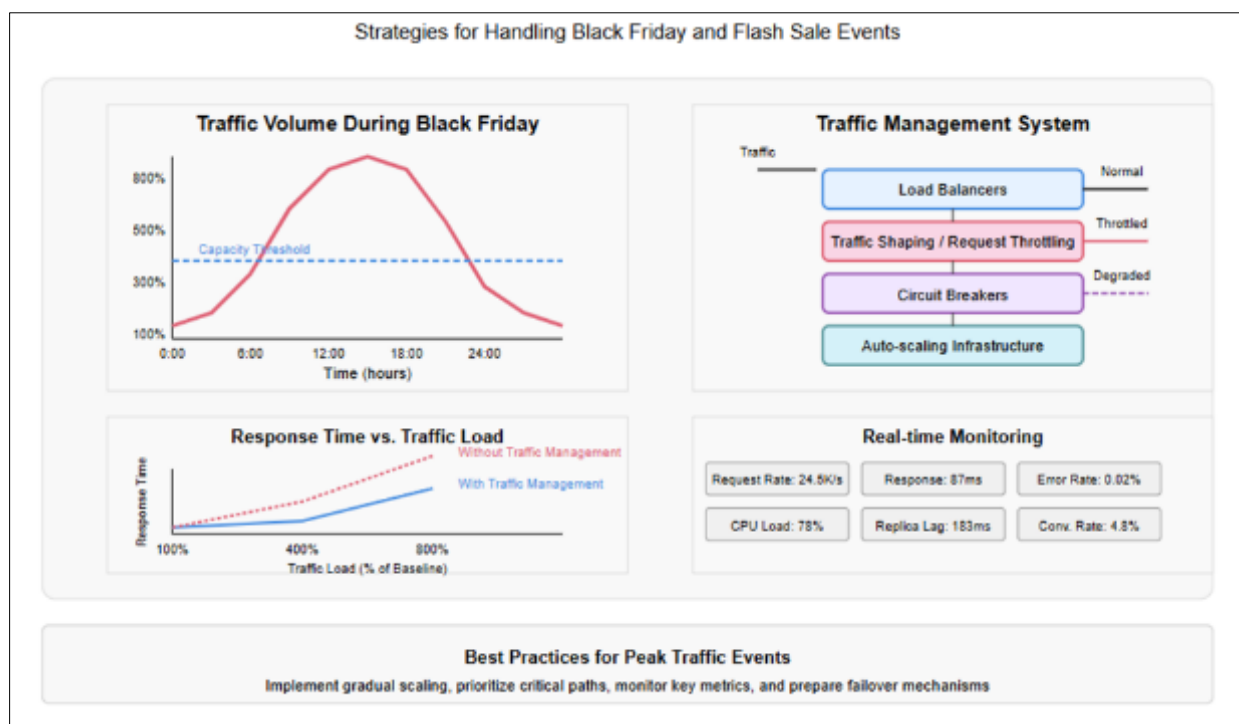 Strategies for Handling Black Friday and Flash Sale Events
Traffic Volume During Black Friday
800%
500%
Capacity Threshold
300%
100%
0:00 6:00 12:00 18:00 24:00
Time (hours)
Traffic Management System
Traffic
Load Balancers
Normal
Traffic Shaping / Request Throttling
Throttled
Circuit Breakers
Degraded
Auto-scaling Infrastructure
Response Time vs. Traffic Load
Response Time
Without Traffic Management
With Traffic Management
100% 400% 800%
Traffic Load (% of Baseline)
Real-time Monitoring
Request Rate: 24.5K/s Response: 87ms Error Rate: 0.02%
CPU Load: 78% Replica Lag: 183ms Conv. Rate: 4.8%
Best Practices for Peak Traffic Events
Implement gradual scaling, prioritize critical paths, monitor key metrics, and prepare failover mechanisms